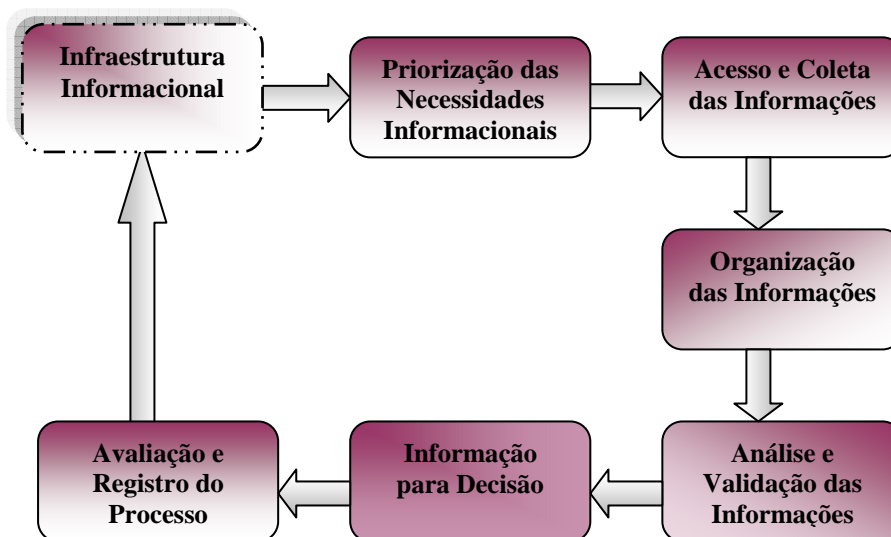 Infraestrutura
Informacional
Priorização das
Necessidades
Informacionais
Acesso e Coleta
das Informações
Organização
das Informações
Análise e
Validação das
Informações
Informação
para Decisão
Avaliação e
Registro do
Processo